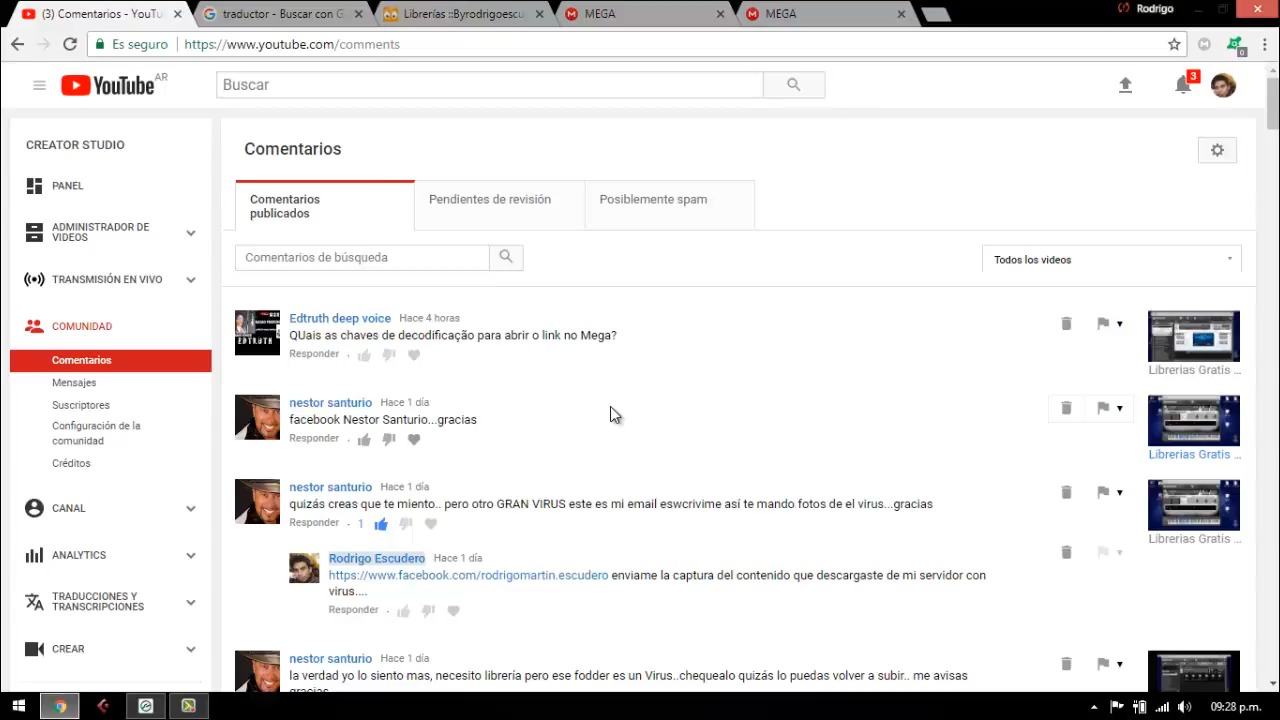 (3) Comentarios - YouTu
traductor - Buscar con G
Librerías ::Byrodrigoescu
MEGA
MEGA
Rodrigo
Es seguro
https://www.youtube.com/comments
YouTube AR
Buscar
3
0
CREATOR STUDIO
PANEL
ADMINISTRADOR DE
VIDEOS
TRANSMISIÓN EN VIVO
COMUNIDAD
Comentarios
Mensajes
Suscriptores
Configuración de la
comunidad
Créditos
CANAL
ANALYTICS
TRADUCCIONES Y
TRANSCRIPCIONES
CREAR
Comentarios
Comentarios
publicados
Pendientes de revisión
Posiblemente spam
Comentarios de búsqueda
Todos los videos
Edtruth deep voice Hace 4 horas
QUais as chaves de decodificação para abrir o link no Mega?
Responder
Librerias Gratis ...
nestor santurio Hace 1 día
facebook Nestor Santurio...gracias
Responder
Librerias Gratis ...
nestor santurio Hace 1 día
quizás creas que te miento.. pero UN GRAN VIRUS este es mi email eswcrivime así te mando fotos de el virus...gracias
Responder 1
Librerias Gratis ...
Rodrigo Escudero Hace 1 día
https://www.facebook.com/rodrigomartin.escudero enviame la captura del contenido que descargaste de mi servidor con
virus....
Responder
nestor santurio Hace 1 día
la verdad yo lo siento mas, necesito pero ese fodder es un Virus..chequealo quizas lo puedas volver a subir.. me avisas
gracias
09:28 p.m.